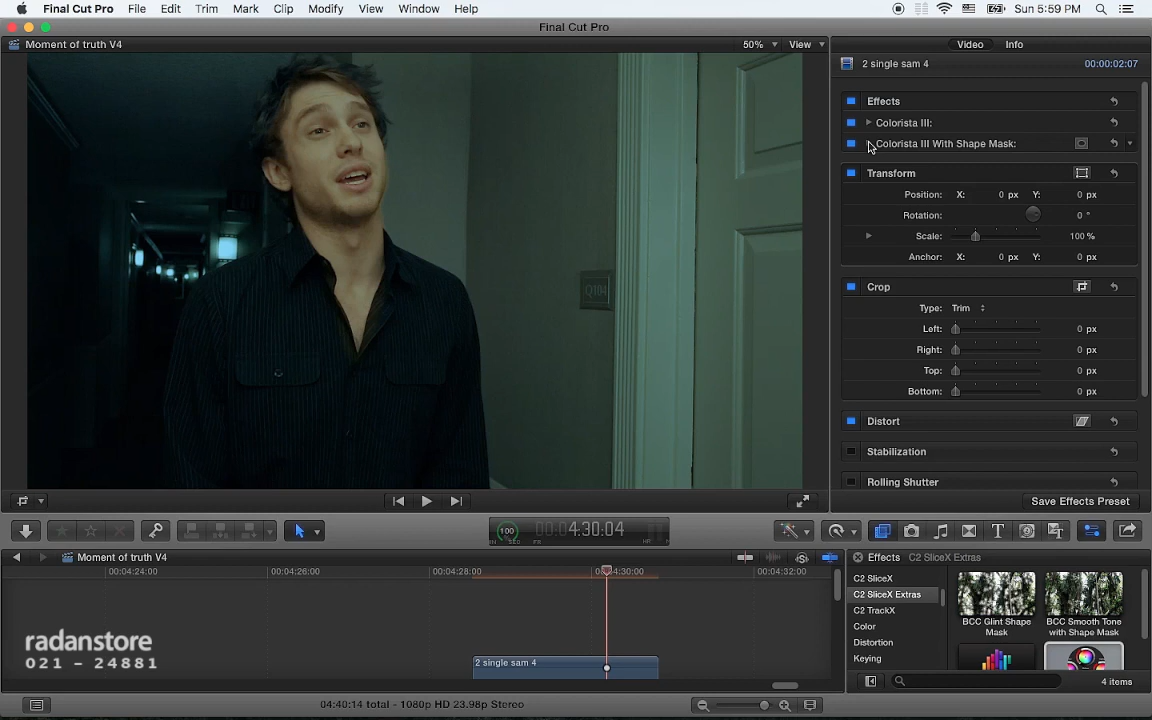 Final Cut Pro File Edit Trim Mark Clip Modify View Window Help Sun 5:59 PM
Final Cut Pro
Moment of truth V4 50% View Video Info
2 single sam 4 00:00:02:07
Effects
Colorista III:
Colorista III With Shape Mask:
Transform
Position: X: 0 px Y: 0 px
Rotation: 0 °
Scale: 100 %
Anchor: X: 0 px Y: 0 px
Crop
Type: Trim
Left: 0 px
Right: 0 px
Top: 0 px
Bottom: 0 px
Distort
Stabilization
Rolling Shutter
Save Effects Preset
Q104
100 4:30:04
Moment of truth V4
00:04:24:00 00:04:26:00 00:04:28:00 00:04:30:00 00:04:32:00
2 single sam 4
Effects C2 SliceX Extras
C2 SliceX
C2 SliceX Extras
C2 TrackX
Color
Distortion
Keying
BCC Glint Shape Mask
BCC Smooth Tone with Shape Mask
4 items
radanstore
021 - 24881
04:40:14 total - 1080p HD 23.98p Stereo